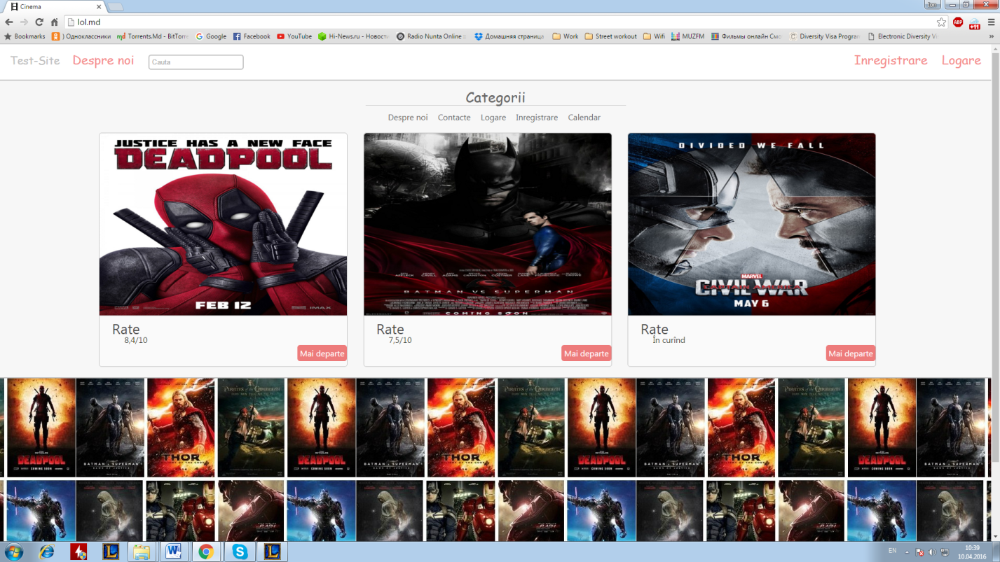 Cinema
lol.md
Bookmarks ) Одноклассники Torrents.Md - BitTorre Google Facebook YouTube Hi-News.ru - Новости Radio Nunta Online :: Домашняя страница Work Street workout Wifi MUZFM Фильмы онлайн Смо Diversity Visa Program Electronic Diversity Vi »
Test-Site Despre noi Cauta Inregistrare Logare
Categorii
Despre noi Contacte Logare Inregistrare Calendar
JUSTICE HAS A NEW FACE
DEADPOOL
FEB 12
IMAX
BATMAN VS SUPERMAN
COMING SOON
DIVIDED WE FALL
MARVEL
CAPTAIN AMERICA
CIVIL WAR
MAY 6
Rate Rate Rate
8,4/10 7,5/10 În curînd
Mai departe Mai departe Mai departe
DEADPOOL BATMAN v SUPERMAN THOR PIRATES of the CARIBBEAN DEADPOOL BATMAN v SUPERMAN THOR PIRATES of the CARIBBEAN DEADPOOL BATMAN v SUPERMAN THOR PIRATES of the CARIBBEAN DEADPOOL BATMAN v SUPERMAN
EN 10:39
10.04.2016